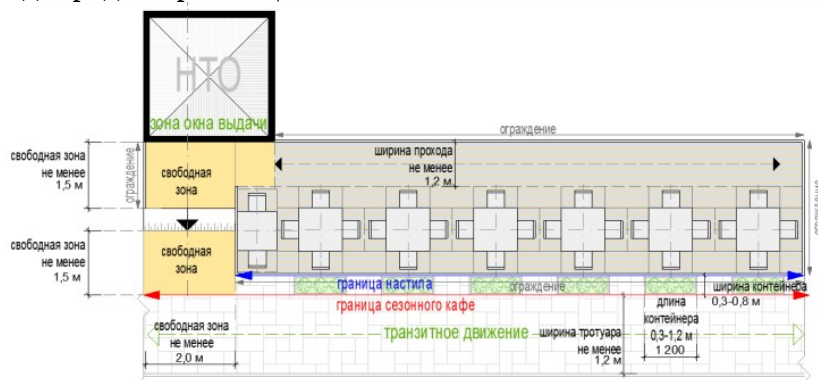 НТО
зона окна выдачи
ограждение
свободная зона
не менее
1,5 м
ограждение
свободная
зона
ширина прохода
не менее
1,2 м
ограждение
свободная зона
не менее
1,5 м
свободная
зона
граница настила
ограждение
ширина контейнера
0,3-0,8 м
граница сезонного кафе
свободная зона
не менее
2,0 м
транзитное движение
ширина тротуара
не менее
1,2 м
длина
контейнера
0,3-1,2 м
1 200